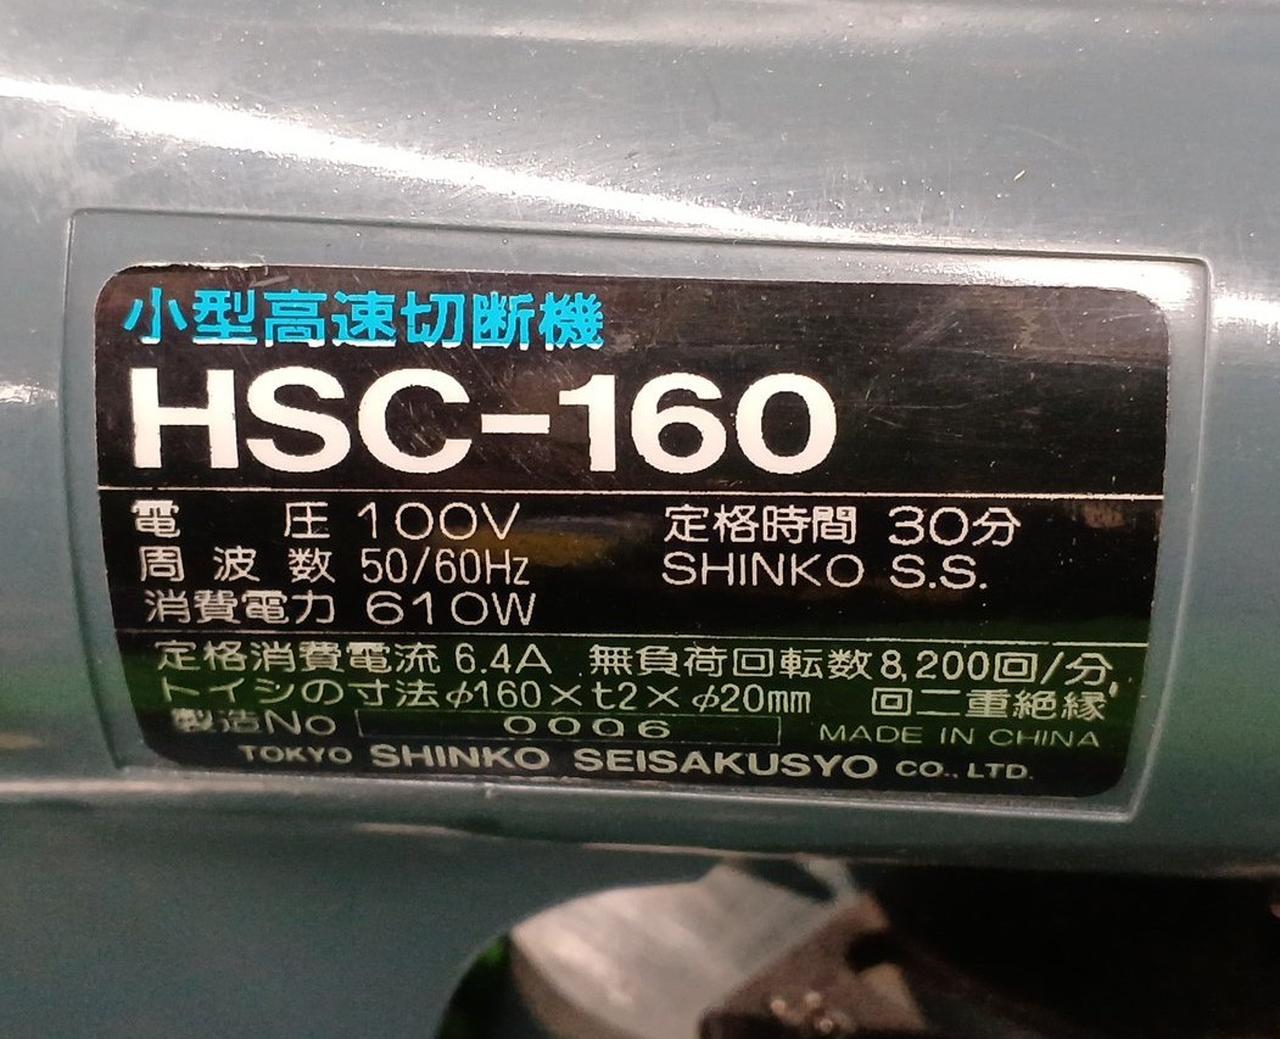 小型高速切断機
HSC-160
電圧 100V 定格時間 30分
周波数 50/60Hz SHINKO S.S.
消費電力 610W
定格消費電流 6.4A 無負荷回転数 8,200回/分
トイシの寸法 φ160×t2×φ20mm 回二重絶縁
製造No 0006 MADE IN CHINA
TOKYO SHINKO SEISAKUSYO CO., LTD.